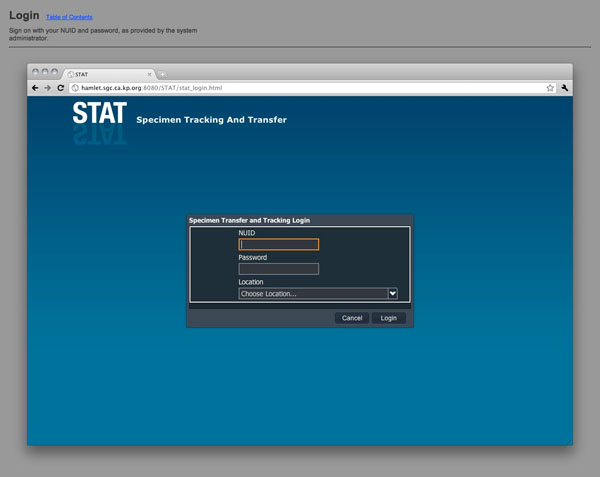 Login Table of Contents
Sign on with your NUID and password, as provided by the system
administrator.
STAT
hamlet.sgc.ca.kp.org:8080/STAT/stat_login.html
STAT Specimen Tracking And Transfer
Specimen Transfer and Tracking Login
NUID
Password
Location
Choose Location...
Cancel Login